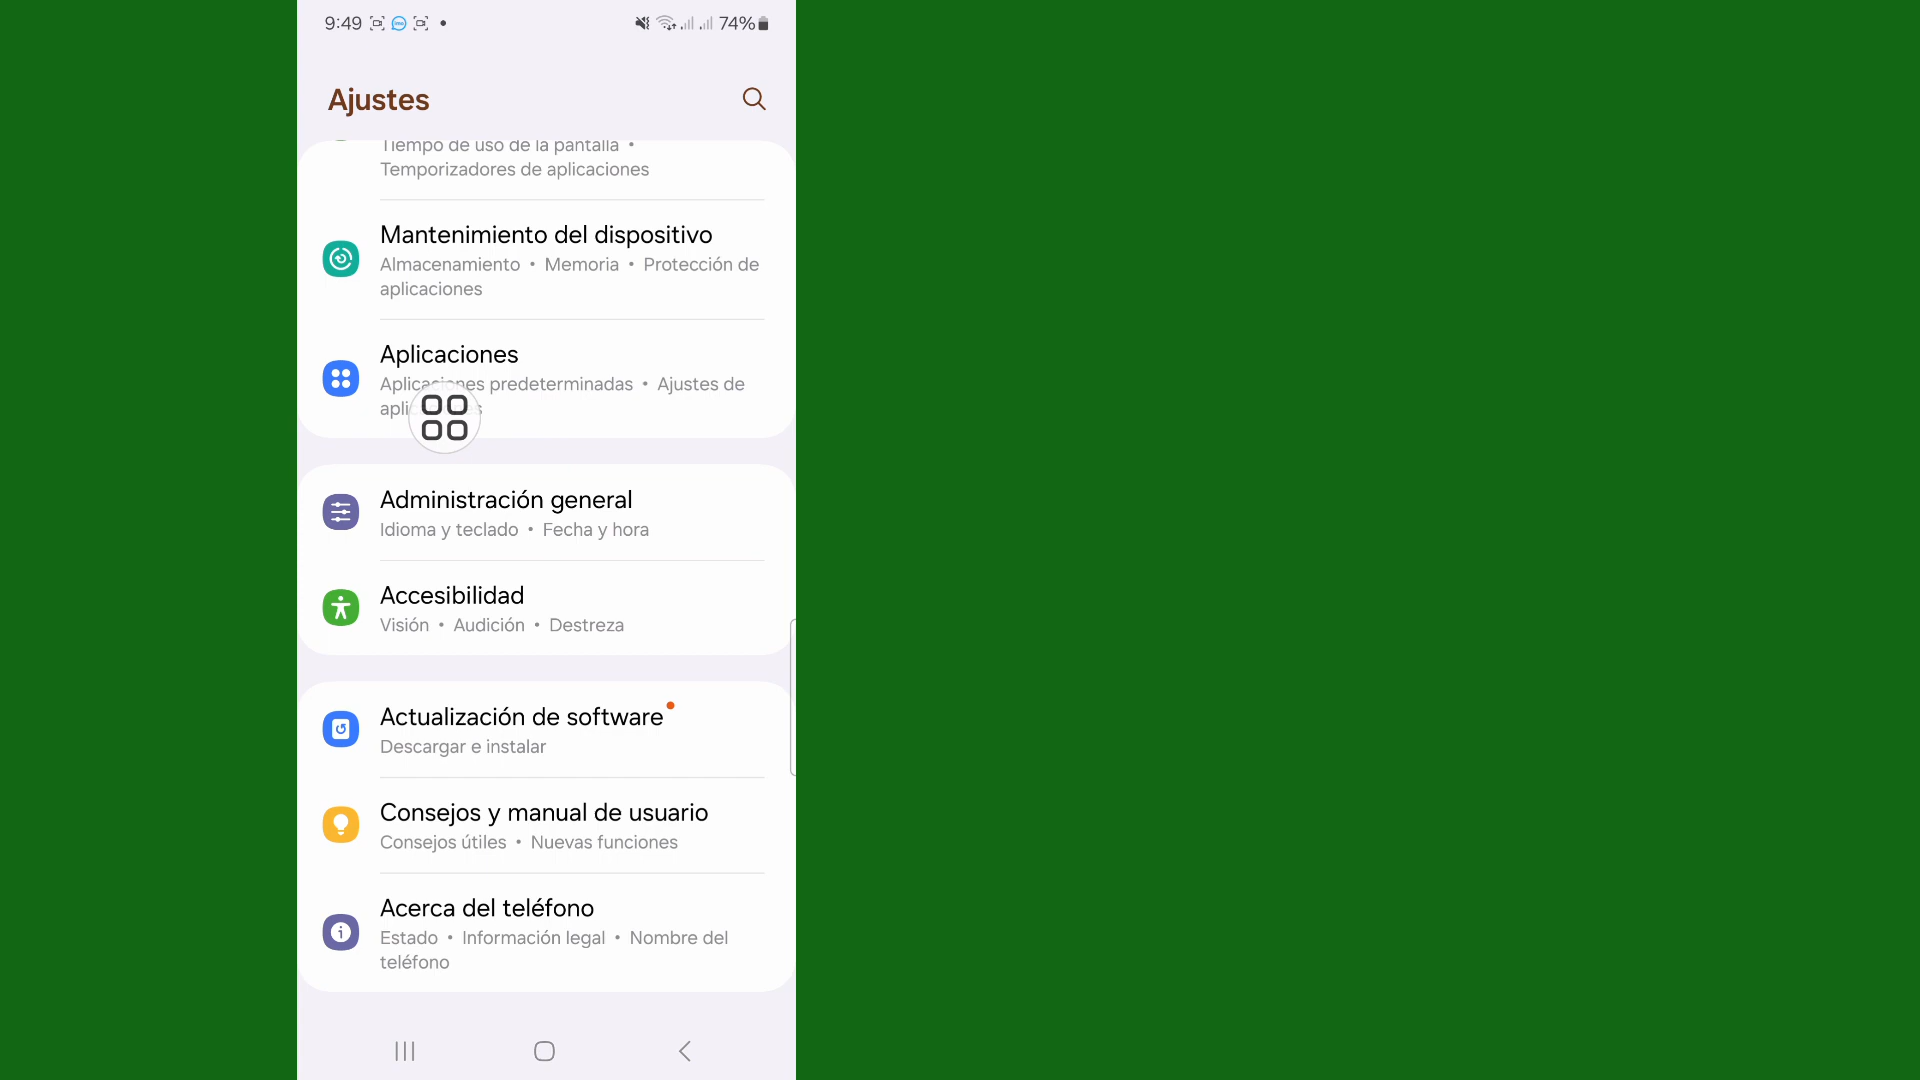 9:49
74%
Ajustes
Tiempo de uso de la pantalla •
Temporizadores de aplicaciones
Mantenimiento del dispositivo
Almacenamiento • Memoria • Protección de
aplicaciones
Aplicaciones
Aplicaciones predeterminadas • Ajustes de
aplicaciones
Administración general
Idioma y teclado • Fecha y hora
Accesibilidad
Visión • Audición • Destreza
Actualización de software
Descargar e instalar
Consejos y manual de usuario
Consejos útiles • Nuevas funciones
Acerca del teléfono
Estado • Información legal • Nombre del
teléfono